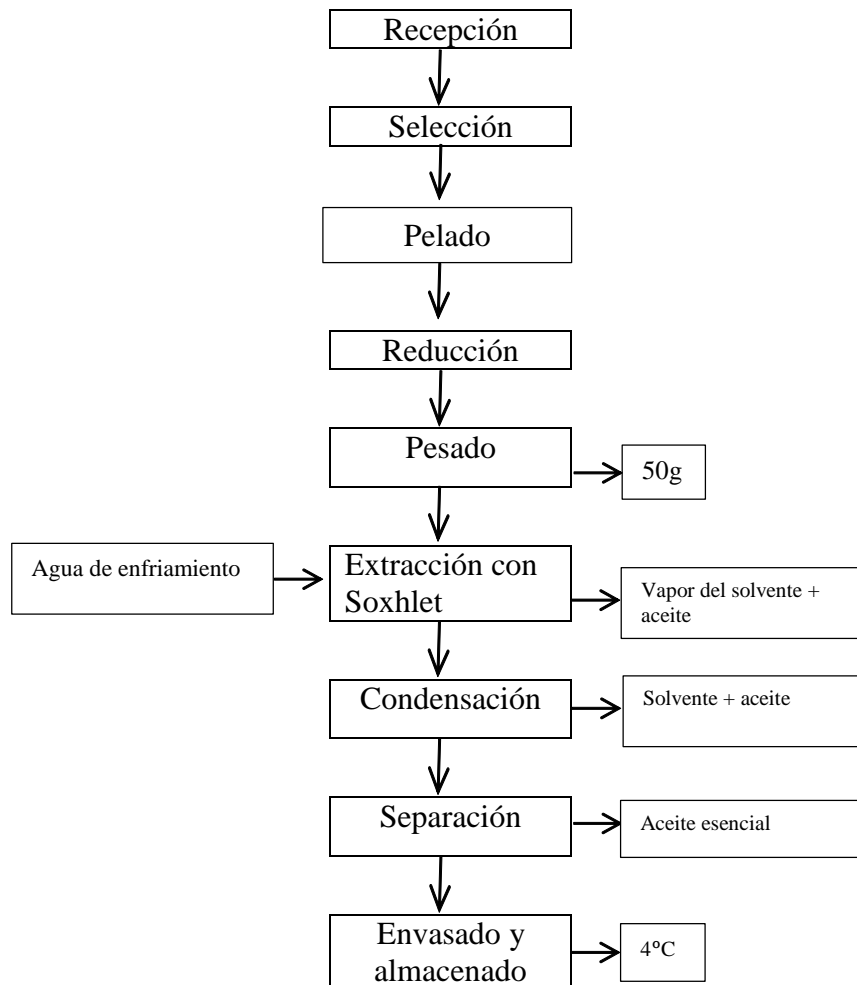 Recepción
Selección
Pelado
Reducción
Pesado
50g
Agua de enfriamiento
Extracción con
Soxhlet
Vapor del solvente +
aceite
Condensación
Solvente + aceite
Separación
Aceite esencial
Envasado y
almacenado
4ºC